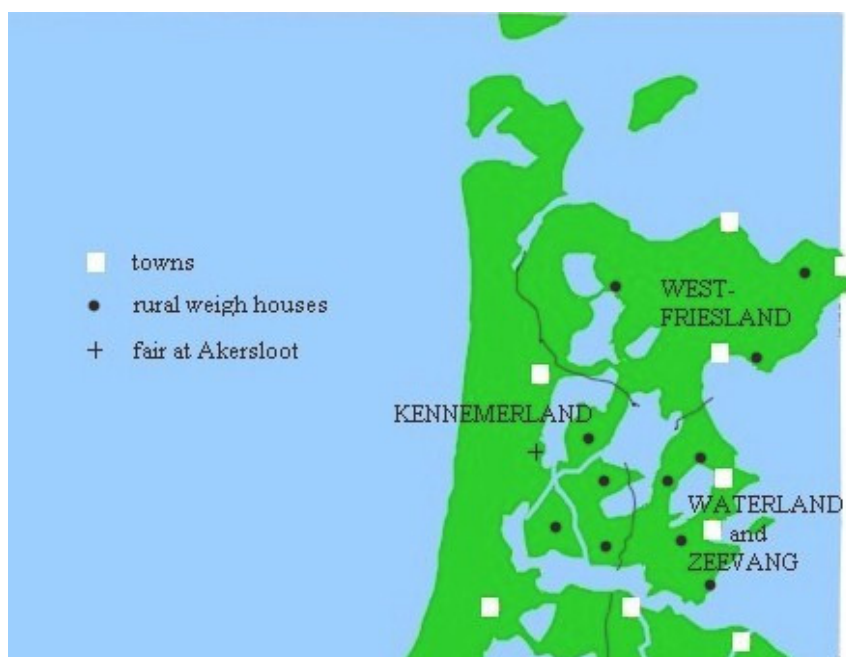 towns
rural weigh houses
fair at Akersloot
WEST-
FRIESLAND
KENNEMERLAND
WATERLAND
and
ZEEVANG